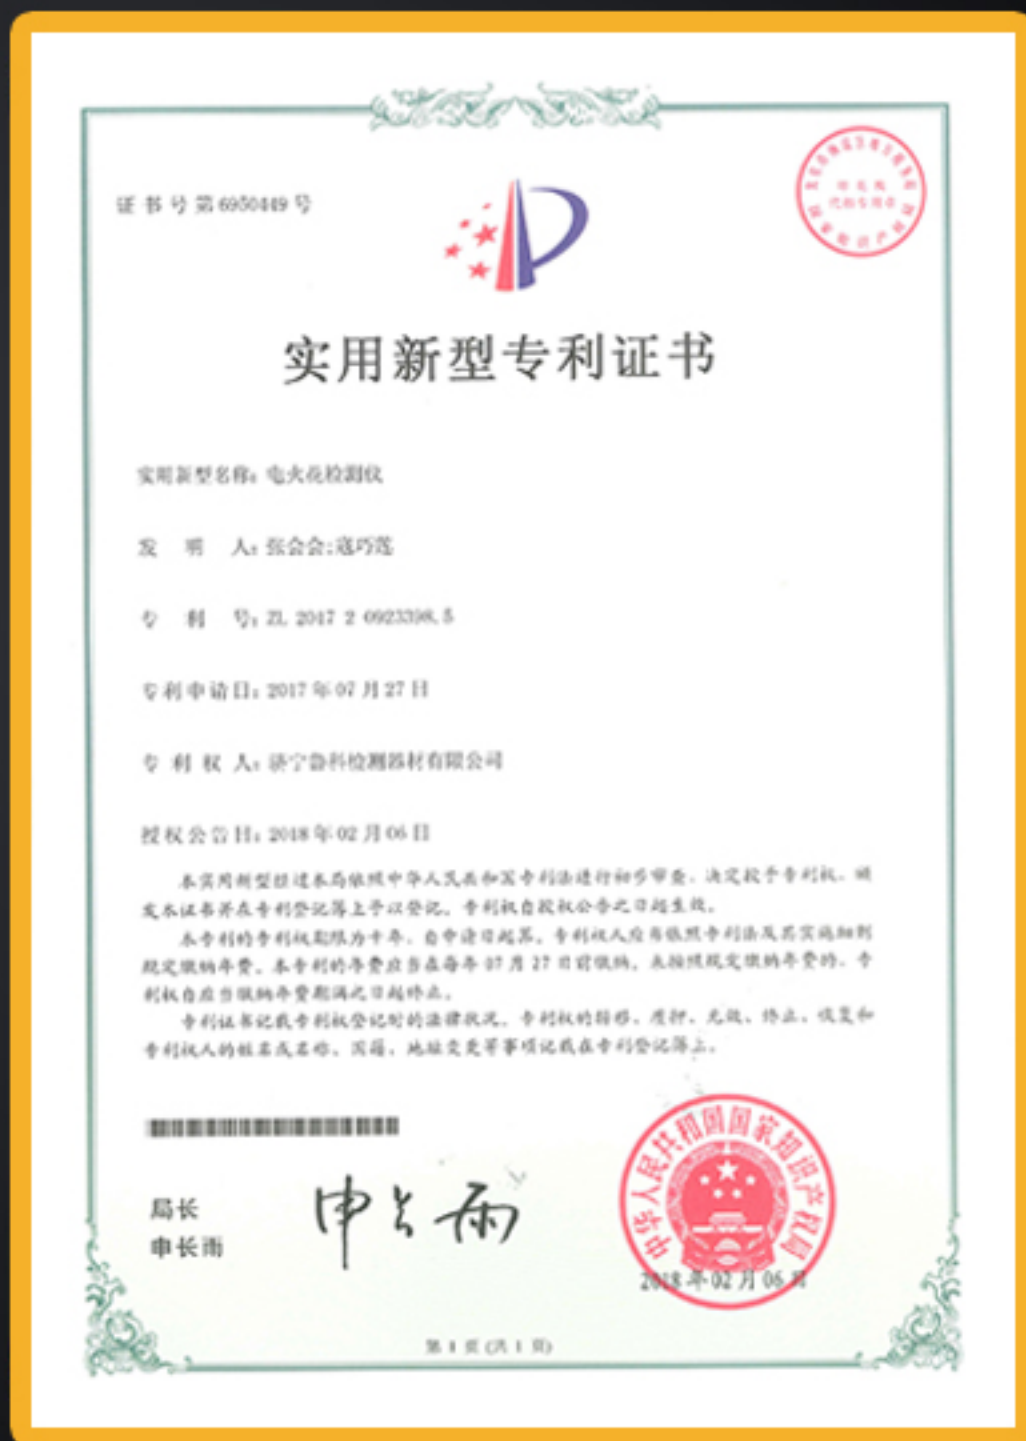 证书号第6950449号
实用新型专利证书
实用新型名称：电火花检测仪
发 明 人：张会会;寇巧莲
专 利 号：ZL 2017 2 0923398.5
专利申请日：2017年07月27日
专 利 权 人：济宁鲁科检测器材有限公司
授权公告日：2018年02月06日
本实用新型经过本局依照中华人民共和国专利法进行初步审查，决定授予专利权，颁
发本证书并在专利登记簿上予以登记。专利权自授权公告之日起生效。
本专利的专利权期限为十年，自申请日起算。专利权人应当依照专利法及其实施细则
规定缴纳年费。本专利的年费应当在每年07月27日前缴纳。未按照规定缴纳年费的，专
利权自应当缴纳年费期满之日起终止。
专利证书记载专利权登记时的法律状况。专利权的转移、质押、无效、终止、恢复和
专利权人的姓名或名称、国籍、地址变更等事项记载在专利登记簿上。
局长
申长雨
申长雨
中华人民共和国国家知识产权局
2018年02月06日
第1页(共1页)